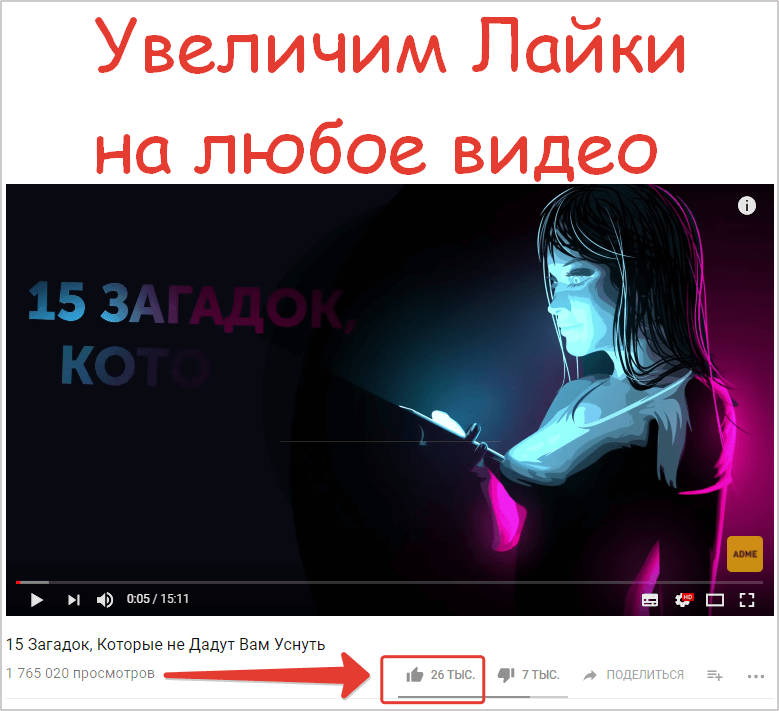 Увеличим Лайки
на любое видео
15 ЗАГАДОК,
КОТО
ADME
0:05 / 15:11
HD
15 Загадок, Которые не Дадут Вам Уснуть
1 765 020 просмотров 26 ТЫС. 7 ТЫС. ПОДЕЛИТЬСЯ